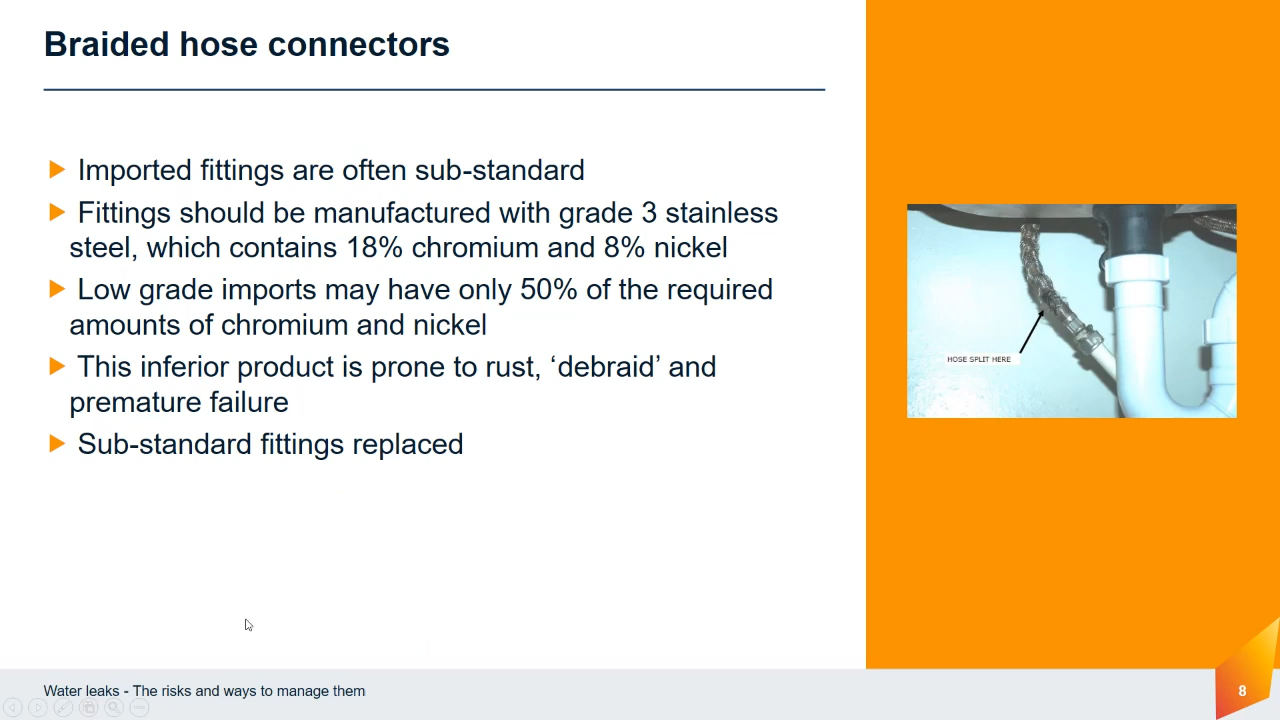 Braided hose connectors
Imported fittings are often sub-standard
Fittings should be manufactured with grade 3 stainless
steel, which contains 18% chromium and 8% nickel
Low grade imports may have only 50% of the required
amounts of chromium and nickel
This inferior product is prone to rust, ‘debraid’ and
premature failure
Sub-standard fittings replaced
HOSE SPLIT HERE
Water leaks - The risks and ways to manage them
8